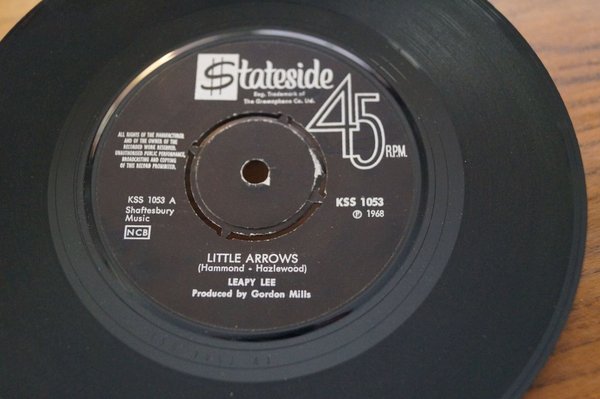 $tateside
Reg. Trademark of
The Gramophone Co. Ltd.
45
R.P.M.
ALL RIGHTS OF THE MANUFACTURER
AND OF THE OWNER OF THE
RECORDED WORK RESERVED.
UNAUTHORISED PUBLIC PERFORMANCE,
BROADCASTING AND COPYING
OF THIS RECORD PROHIBITED.
KSS 1053 A
Shaftesbury
Music
NCB
KSS 1053
℗ 1968
LITTLE ARROWS
(Hammond - Hazlewood)
LEAPY LEE
Produced by Gordon Mills